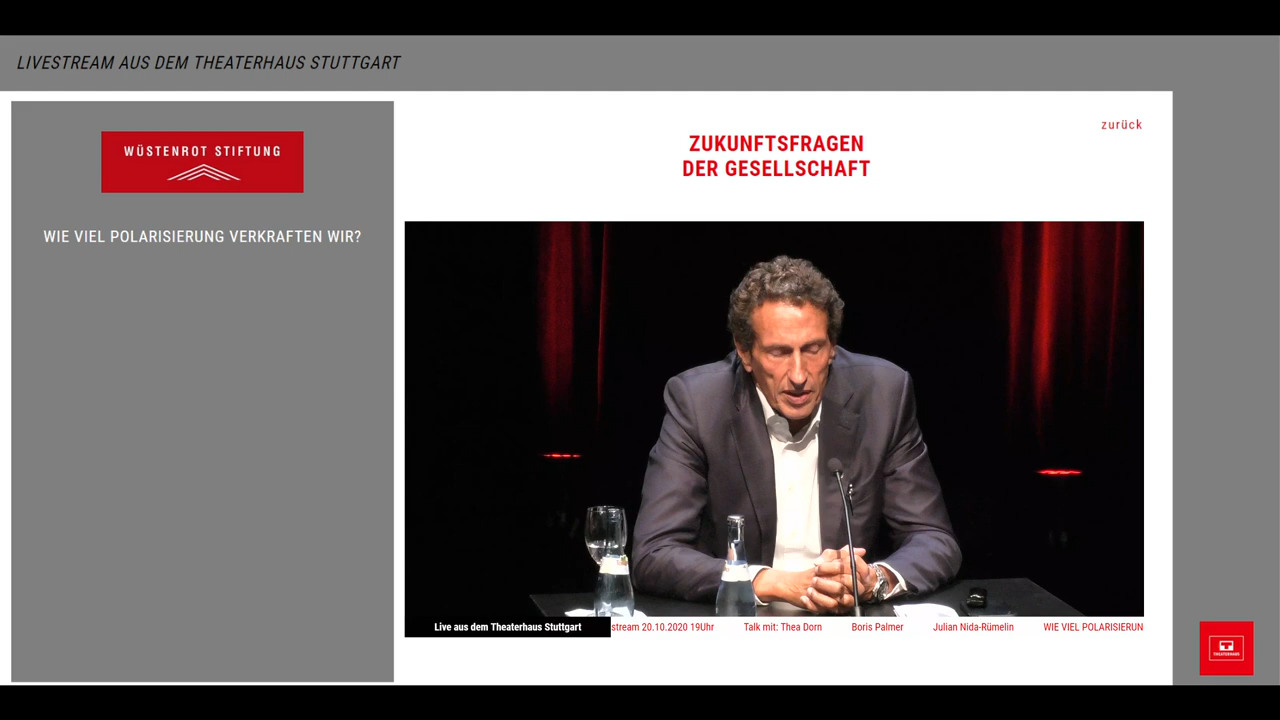 LIVESTREAM AUS DEM THEATERHAUS STUTTGART
WÜSTENROT STIFTUNG
WIE VIEL POLARISIERUNG VERKRAFTEN WIR?
zurück
ZUKUNFTSFRAGEN
DER GESELLSCHAFT
Live aus dem Theaterhaus Stuttgart
stream 20.10.2020 19Uhr Talk mit: Thea Dorn Boris Palmer Julian Nida-Rümelin WIE VIEL POLARISIERUN
THEATERHAUS